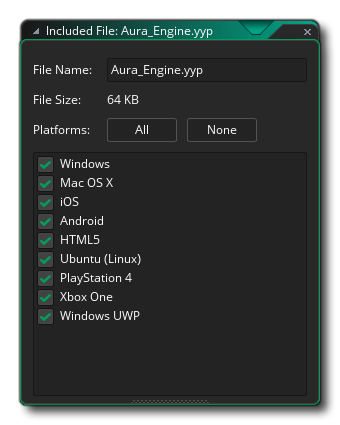 Included File: Aura_Engine.yyp
File Name: Aura_Engine.yyp
File Size: 64 KB
Platforms: All None
Windows
Mac OS X
iOS
Android
HTML5
Ubuntu (Linux)
PlayStation 4
Xbox One
Windows UWP